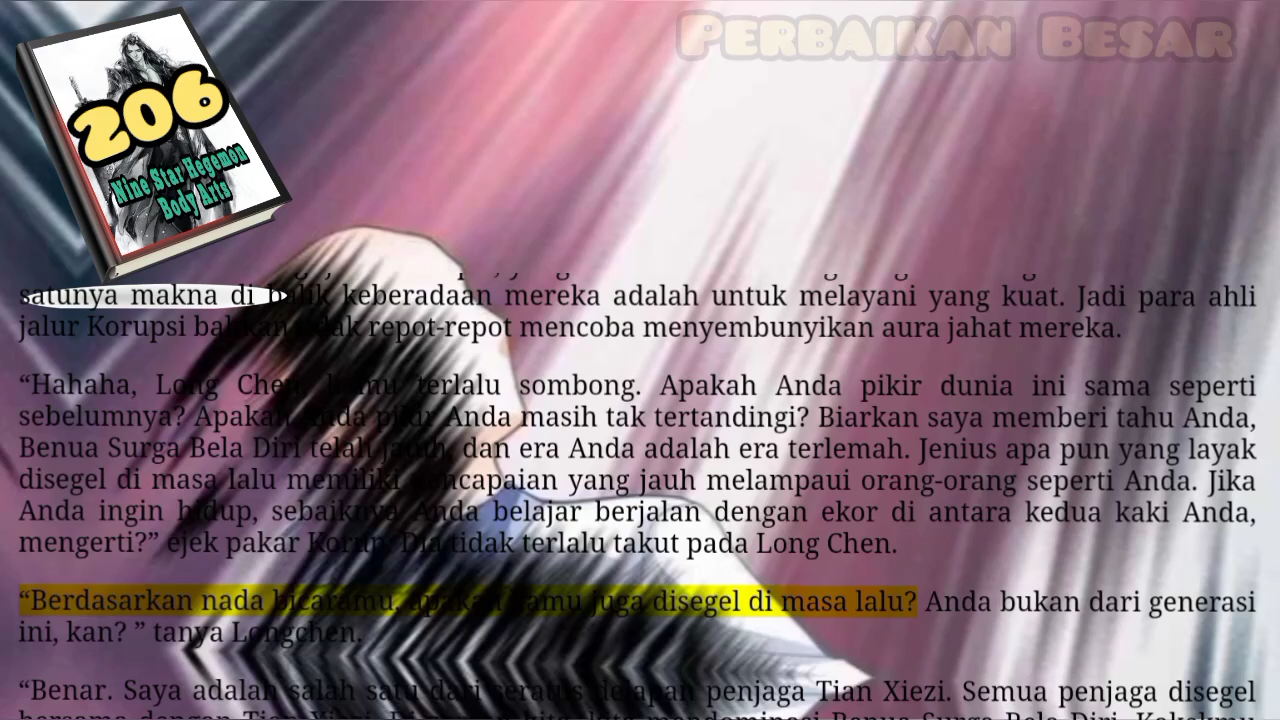 PERBAIKAN BESAR
206
Nine Star Hegemon
Body Arts
satunya makna di balik keberadaan mereka adalah untuk melayani yang kuat. Jadi para ahli
jalur Korupsi bahkan tidak repot-repot mencoba menyembunyikan aura jahat mereka.
“Hahaha, Long Chen, kamu terlalu sombong. Apakah Anda pikir dunia ini sama seperti
sebelumnya? Apakah Anda pikir Anda masih tak tertandingi? Biarkan saya memberi tahu Anda,
Benua Surga Bela Diri telah jatuh, dan era Anda adalah era terlemah. Jenius apa pun yang layak
disegel di masa lalu memiliki pencapaian yang jauh melampaui orang-orang seperti Anda. Jika
Anda ingin hidup, sebaiknya Anda belajar berjalan dengan ekor di antara kedua kaki Anda,
mengerti?” ejek pakar Korup. Dia tidak terlalu takut pada Long Chen.
“Berdasarkan nada bicaramu, apakah kamu juga disegel di masa lalu? Anda bukan dari generasi
ini, kan? ” tanya Longchen.
“Benar. Saya adalah salah satu dari seratus delapan penjaga Tian Xiezi. Semua penjaga disegel